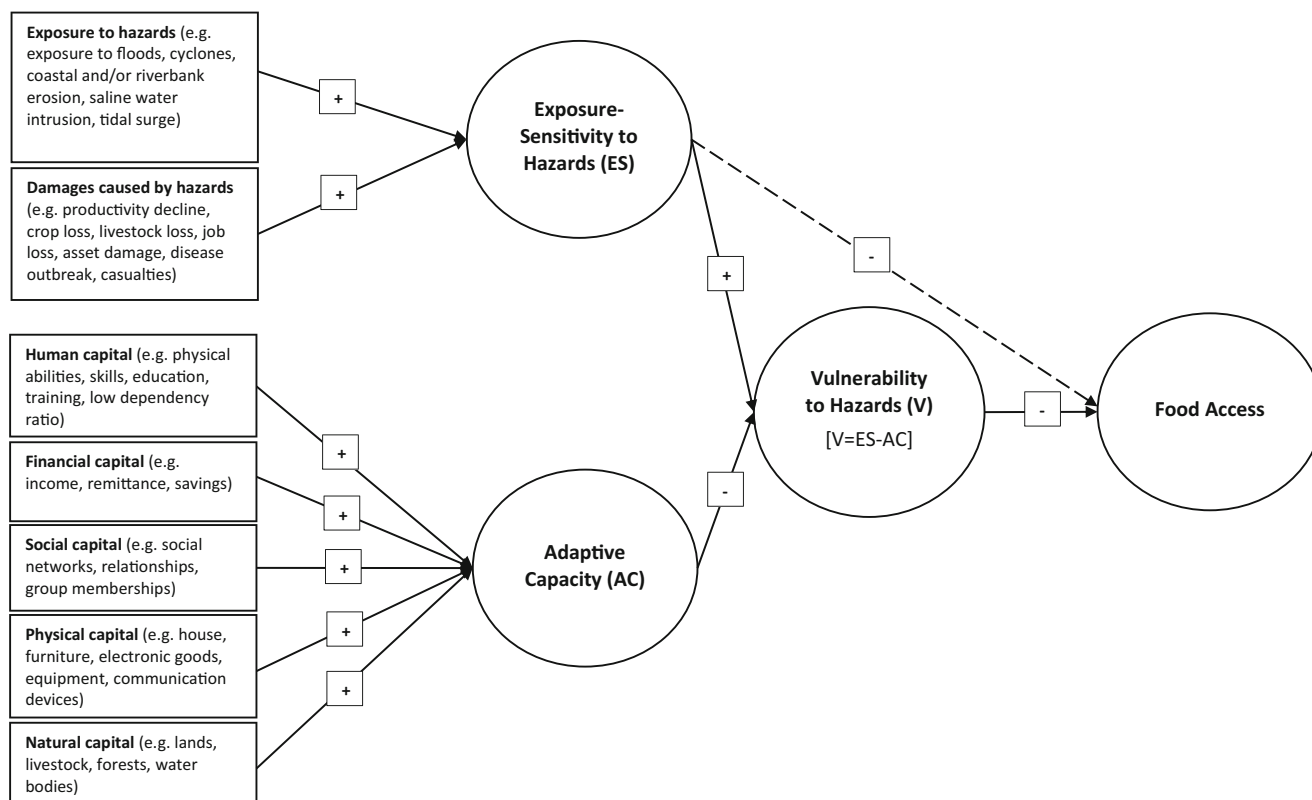 Exposure to hazards (e.g.
exposure to floods, cyclones,
coastal and/or riverbank
erosion, saline water
intrusion, tidal surge)
+
Damages caused by hazards
(e.g. productivity decline,
crop loss, livestock loss, job
loss, asset damage, disease
outbreak, casualties)
+
Exposure-
Sensitivity to
Hazards (ES)
-
+
Human capital (e.g. physical
abilities, skills, education,
training, low dependency
ratio)
+
Financial capital (e.g.
income, remittance, savings)
+
Social capital (e.g. social
networks, relationships,
group memberships)
+
Physical capital (e.g. house,
furniture, electronic goods,
equipment, communication
devices)
+
Natural capital (e.g. lands,
livestock, forests, water
bodies)
+
Adaptive
Capacity (AC)
-
Vulnerability
to Hazards (V)
[V=ES-AC]
-
Food Access